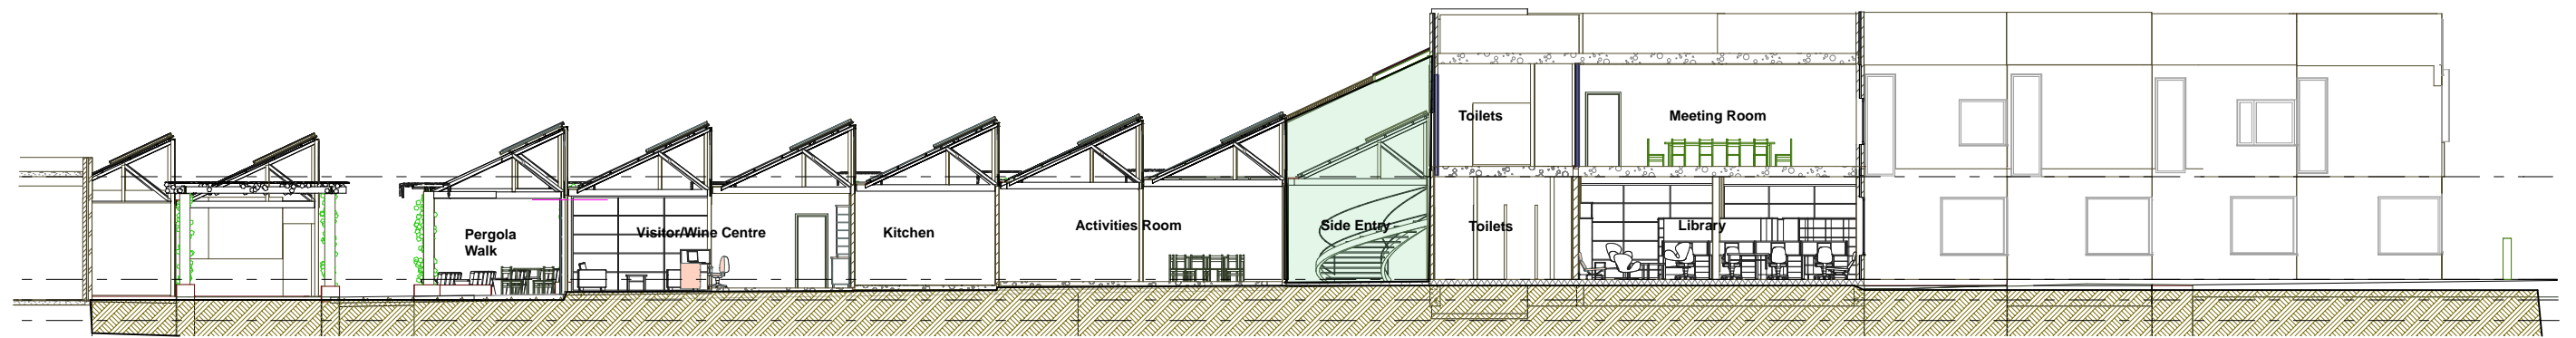 Toilets
Meeting Room
Pergola
Walk
Visitor/Wine Centre
Kitchen
Activities Room
Side Entry
Toilets
Library